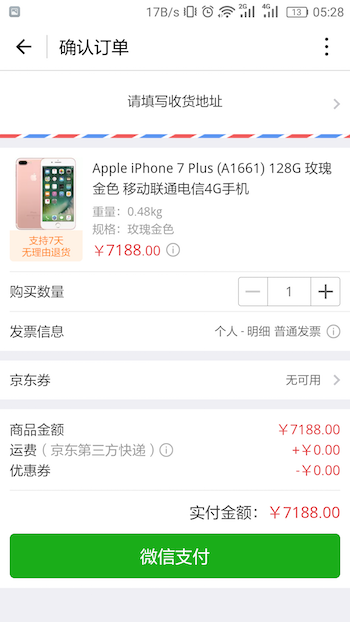 17B/s 2G 4G 13 05:28
确认订单
请填写收货地址
Apple iPhone 7 Plus (A1661) 128G 玫瑰
金色 移动联通电信4G手机
重量：0.48kg
规格：玫瑰金色
支持7天
无理由退货
￥7188.00
购买数量 1
发票信息 个人 - 明细 普通发票
京东券 无可用
商品金额 ￥7188.00
运费（京东第三方快递） +￥0.00
优惠券 -￥0.00
实付金额：￥7188.00
微信支付